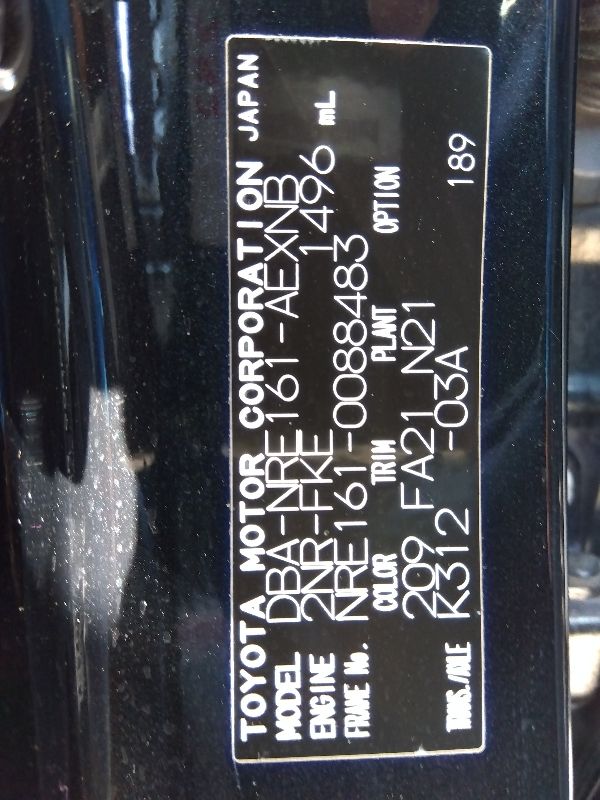 TOYOTA MOTOR CORPORATION JAPAN
MODEL DBA-NRE161-AEXNB
ENGINE 2NR-FKE 1496 mL
FRAME No. NRE161-0088483
COLOR TRIM PLANT OPTION
209 FA21 N21
TRANS./AXLE K312 -03A 189